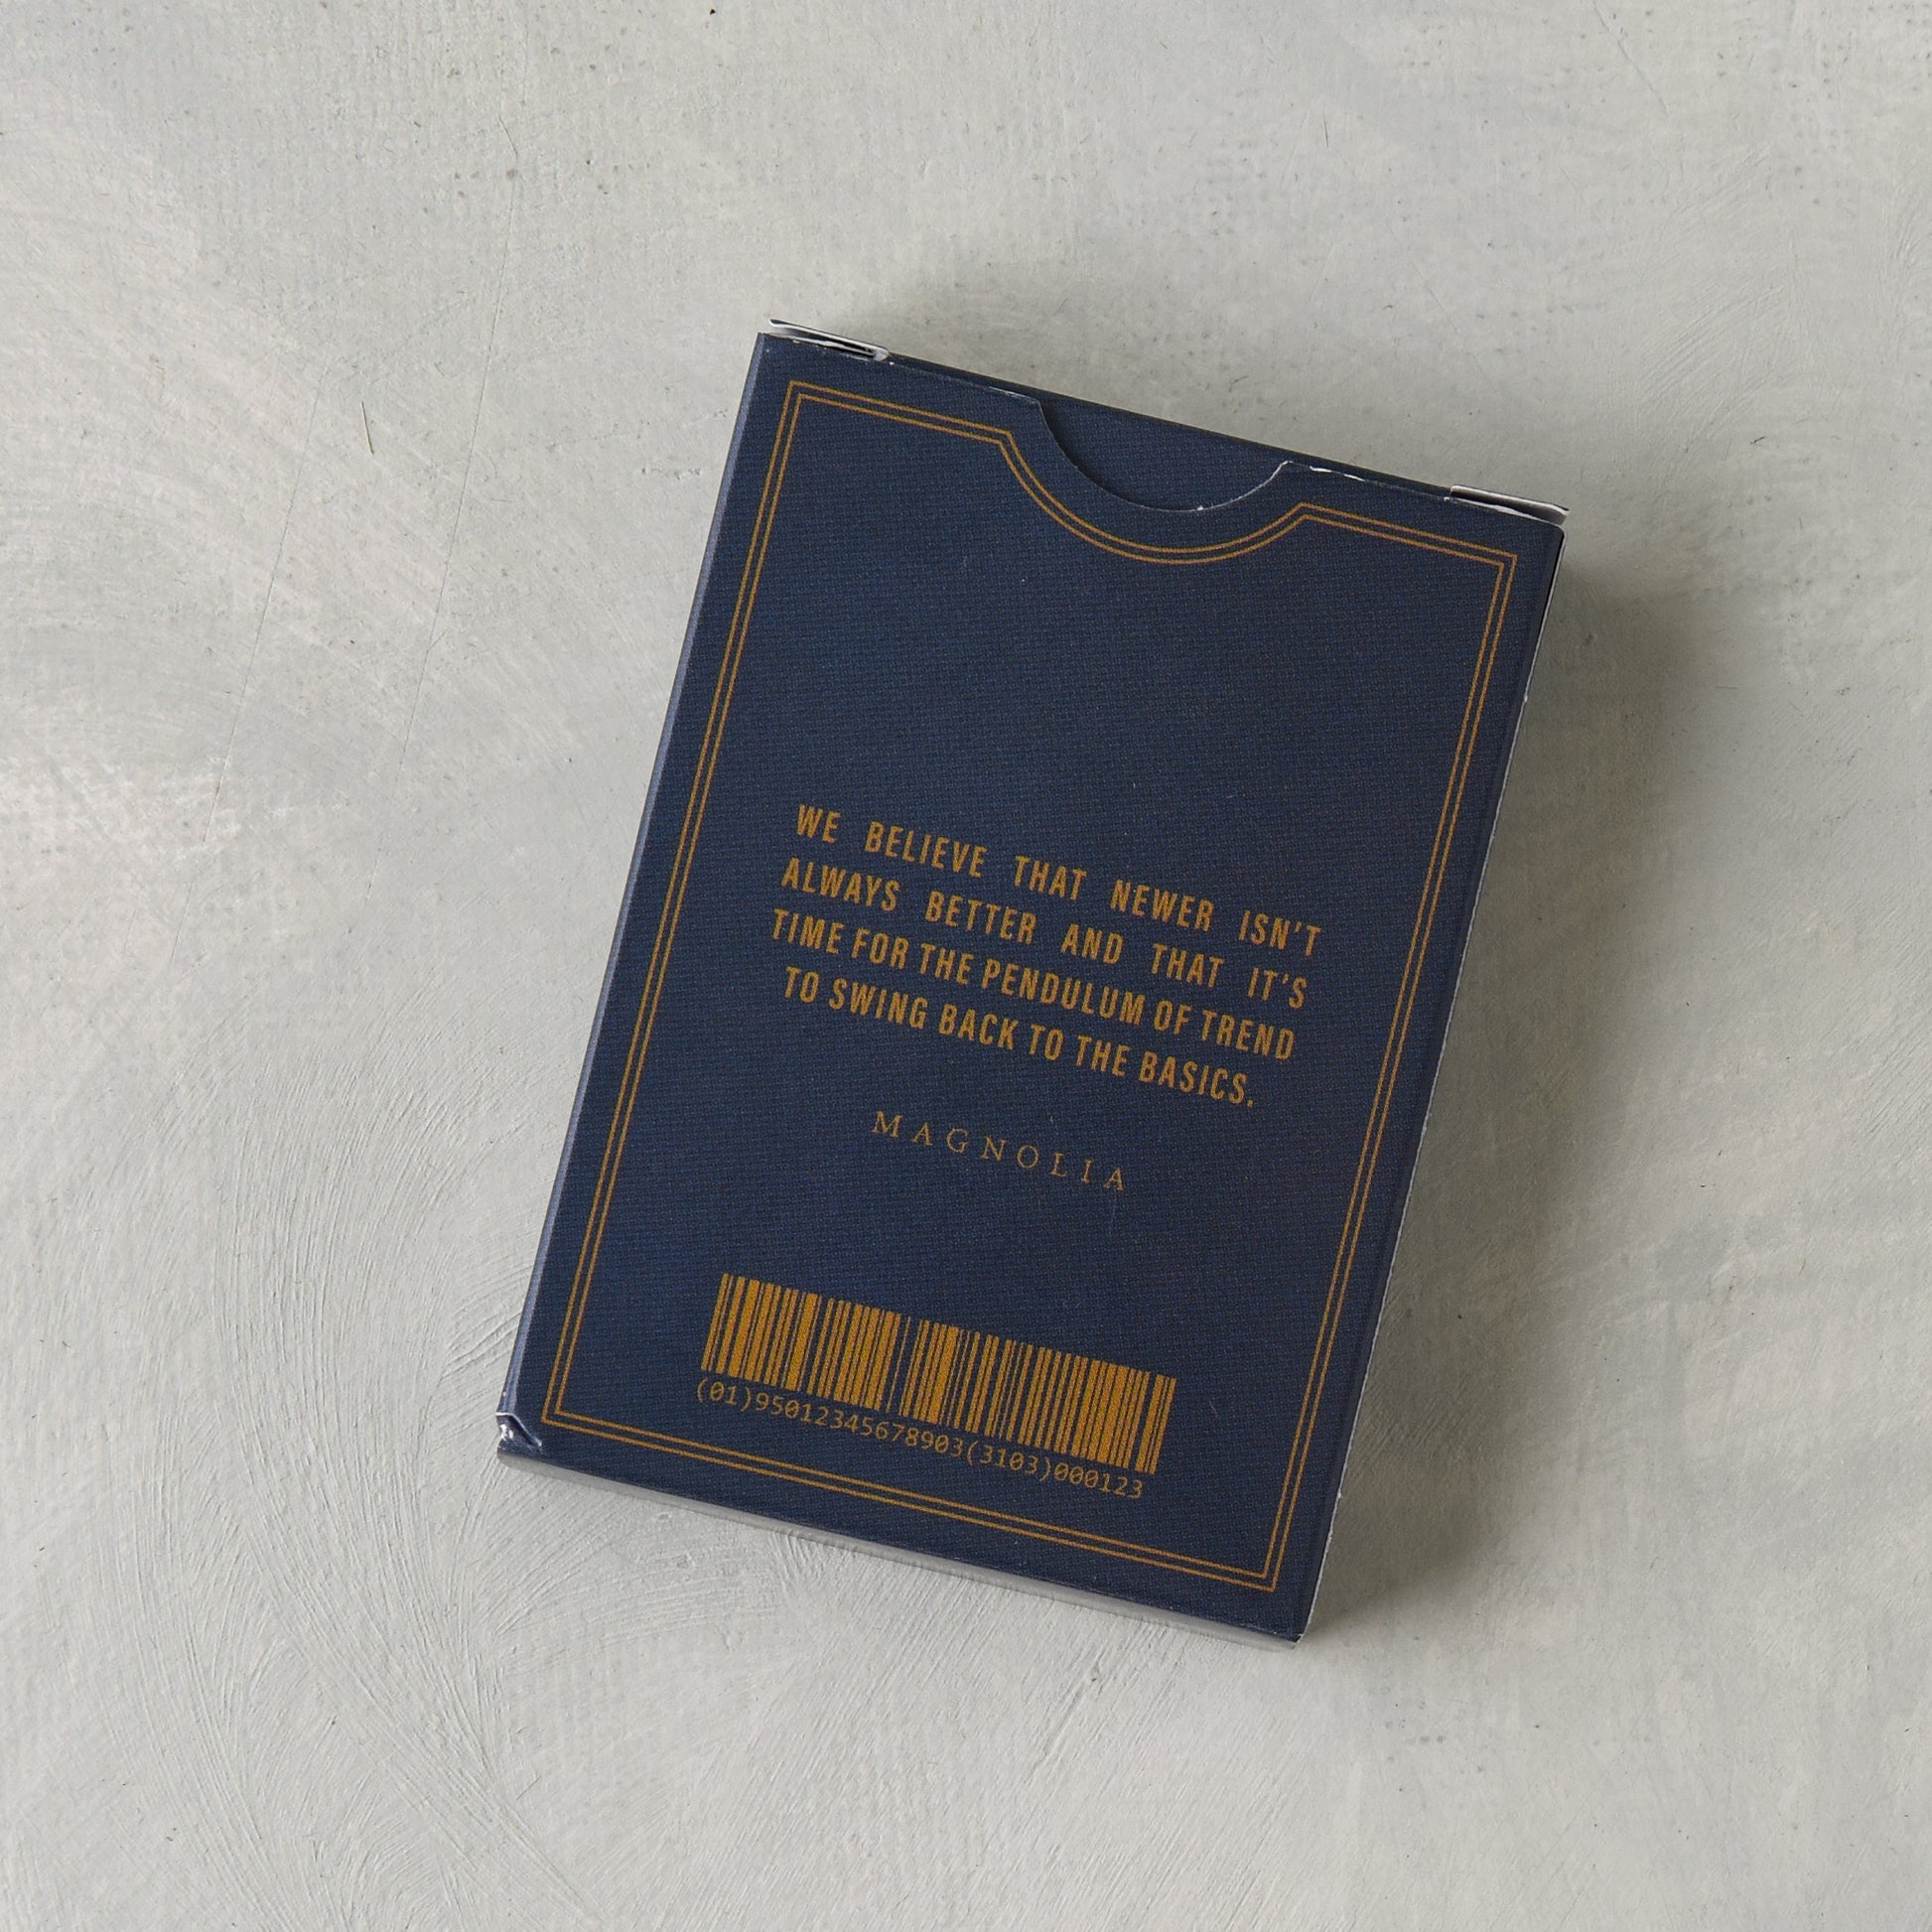 WE BELIEVE THAT NEWER ISN'T
ALWAYS BETTER AND THAT IT'S
TIME FOR THE PENDULUM OF TREND
TO SWING BACK TO THE BASICS.
MAGNOLIA
(01)95012345678903(3103)000123